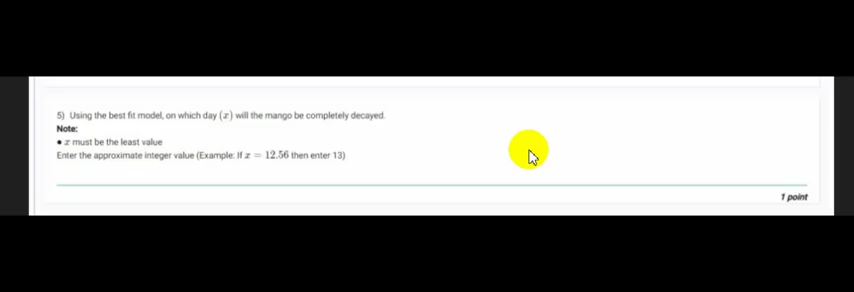 5) Using the best fit model, on which day (x) will the mango be completely decayed.
Note:
• x must be the least value
Enter the approximate integer value (Example: If x = 12.56 then enter 13)
1 point